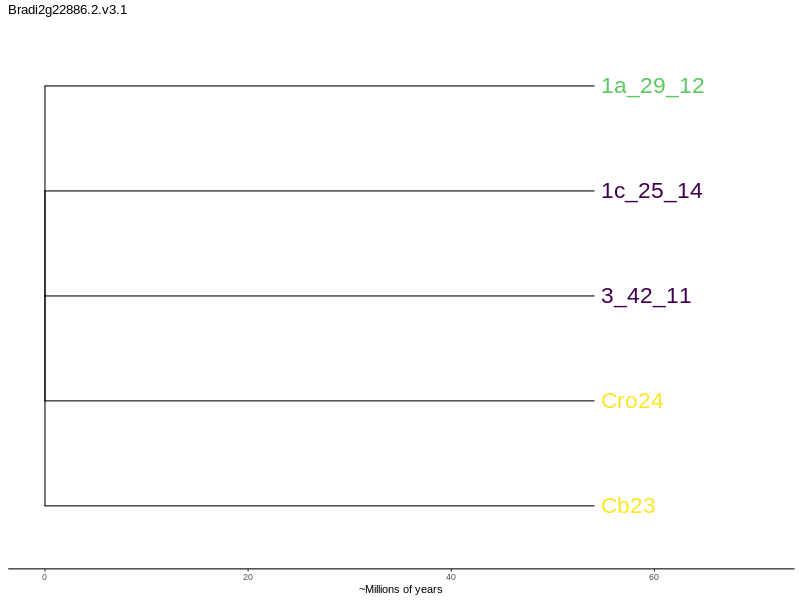 Bradi2g22886.2.v3.1
1a_29_12
1c_25_14
3_42_11
Cro24
Cb23
0 20 40 60
~Millions of years